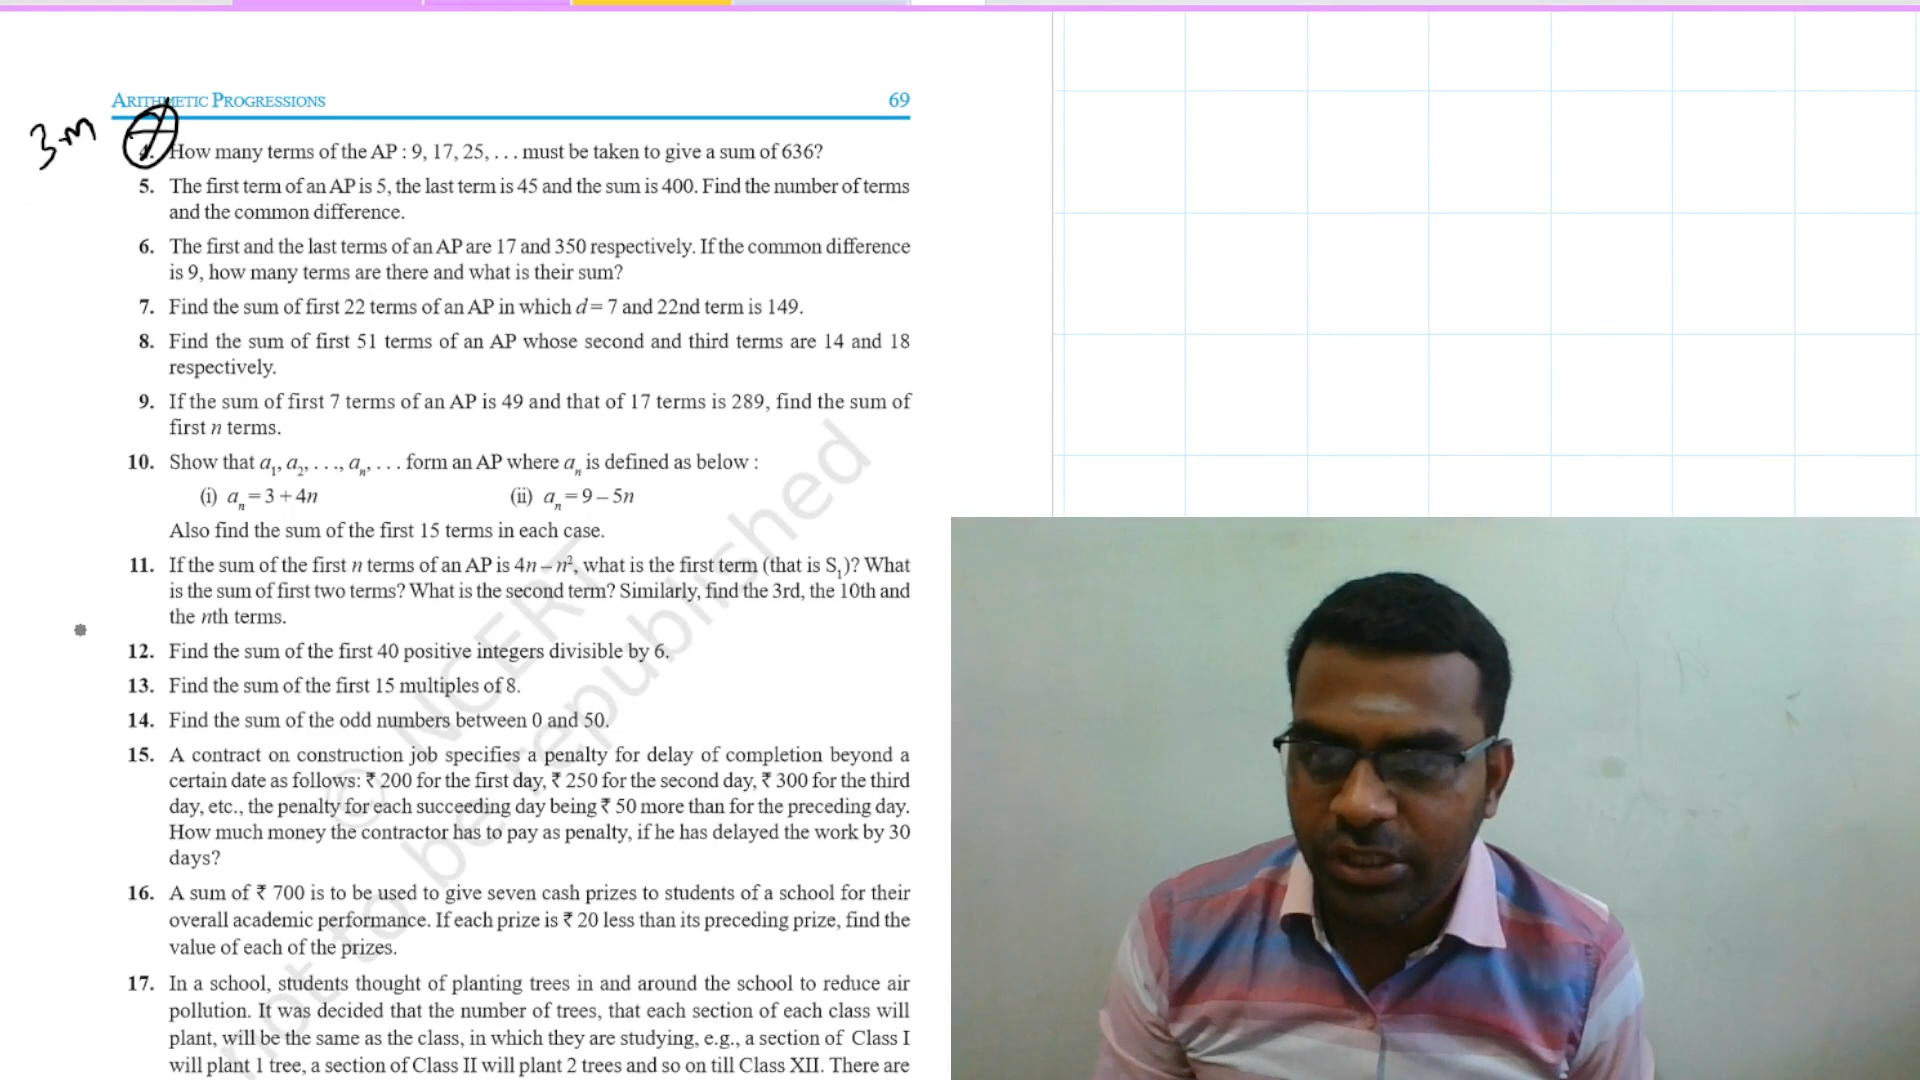 ARITHMETIC PROGRESSIONS 69
3m
4. How many terms of the AP : 9, 17, 25, . . . must be taken to give a sum of 636?
5. The first term of an AP is 5, the last term is 45 and the sum is 400. Find the number of terms
and the common difference.
6. The first and the last terms of an AP are 17 and 350 respectively. If the common difference
is 9, how many terms are there and what is their sum?
7. Find the sum of first 22 terms of an AP in which d = 7 and 22nd term is 149.
8. Find the sum of first 51 terms of an AP whose second and third terms are 14 and 18
respectively.
9. If the sum of first 7 terms of an AP is 49 and that of 17 terms is 289, find the sum of
first n terms.
10. Show that a₁, a₂, . . ., aₙ, . . . form an AP where aₙ is defined as below :
(i) aₙ = 3 + 4n (ii) aₙ = 9 – 5n
Also find the sum of the first 15 terms in each case.
11. If the sum of the first n terms of an AP is 4n – n², what is the first term (that is S₁)? What
is the sum of first two terms? What is the second term? Similarly, find the 3rd, the 10th and
the nth terms.
12. Find the sum of the first 40 positive integers divisible by 6.
13. Find the sum of the first 15 multiples of 8.
14. Find the sum of the odd numbers between 0 and 50.
15. A contract on construction job specifies a penalty for delay of completion beyond a
certain date as follows: ₹ 200 for the first day, ₹ 250 for the second day, ₹ 300 for the third
day, etc., the penalty for each succeeding day being ₹ 50 more than for the preceding day.
How much money the contractor has to pay as penalty, if he has delayed the work by 30
days?
16. A sum of ₹ 700 is to be used to give seven cash prizes to students of a school for their
overall academic performance. If each prize is ₹ 20 less than its preceding prize, find the
value of each of the prizes.
17. In a school, students thought of planting trees in and around the school to reduce air
pollution. It was decided that the number of trees, that each section of each class will
plant, will be the same as the class, in which they are studying, e.g., a section of Class I
will plant 1 tree, a section of Class II will plant 2 trees and so on till Class XII. There are
© NCERT
not to be republished